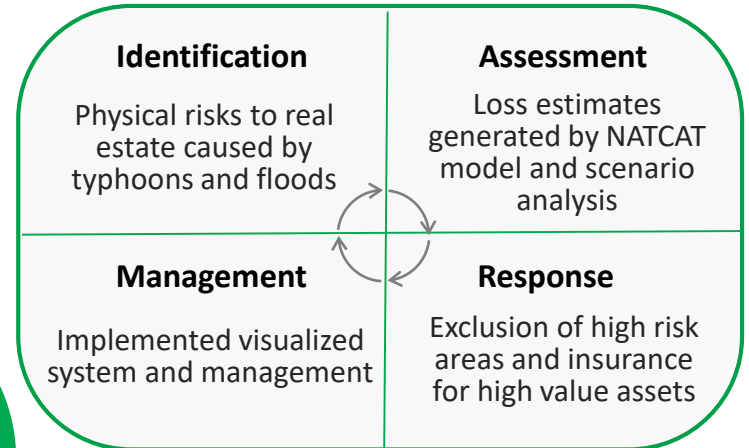 Identification
Physical risks to real
estate caused by
typhoons and floods
Assessment
Loss estimates
generated by NATCAT
model and scenario
analysis
Management
Implemented visualized
system and management
Response
Exclusion of high risk
areas and insurance
for high value assets